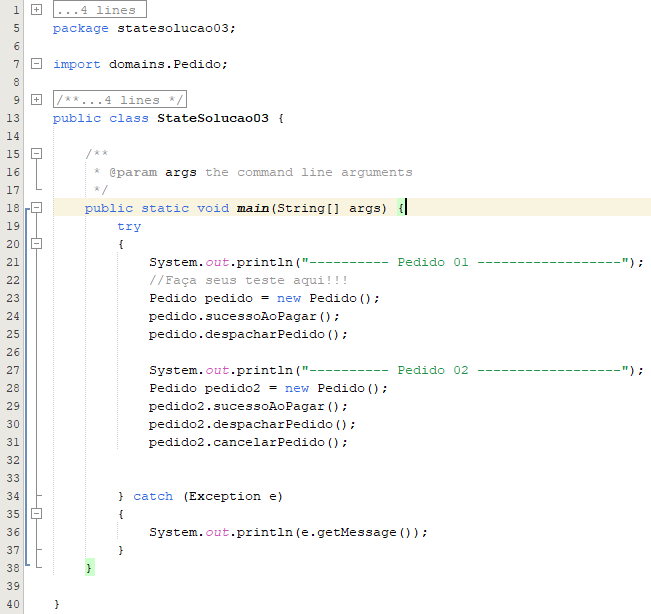 1 ...4 lines
5 package statesolucao03;
6
7 import domains.Pedido;
8
9 /**...4 lines */
13 public class StateSolucao03 {
14
15 /**
16 * @param args the command line arguments
17 */
18 public static void main(String[] args) {
19 try
20 {
21 System.out.println("---------- Pedido 01 ------------------");
22 //Faça seus teste aqui!!!
23 Pedido pedido = new Pedido();
24 pedido.sucessoAoPagar();
25 pedido.despacharPedido();
26
27 System.out.println("---------- Pedido 02 ------------------");
28 Pedido pedido2 = new Pedido();
29 pedido2.sucessoAoPagar();
30 pedido2.despacharPedido();
31 pedido2.cancelarPedido();
32
33
34 } catch (Exception e)
35 {
36 System.out.println(e.getMessage());
37 }
38 }
39
40 }